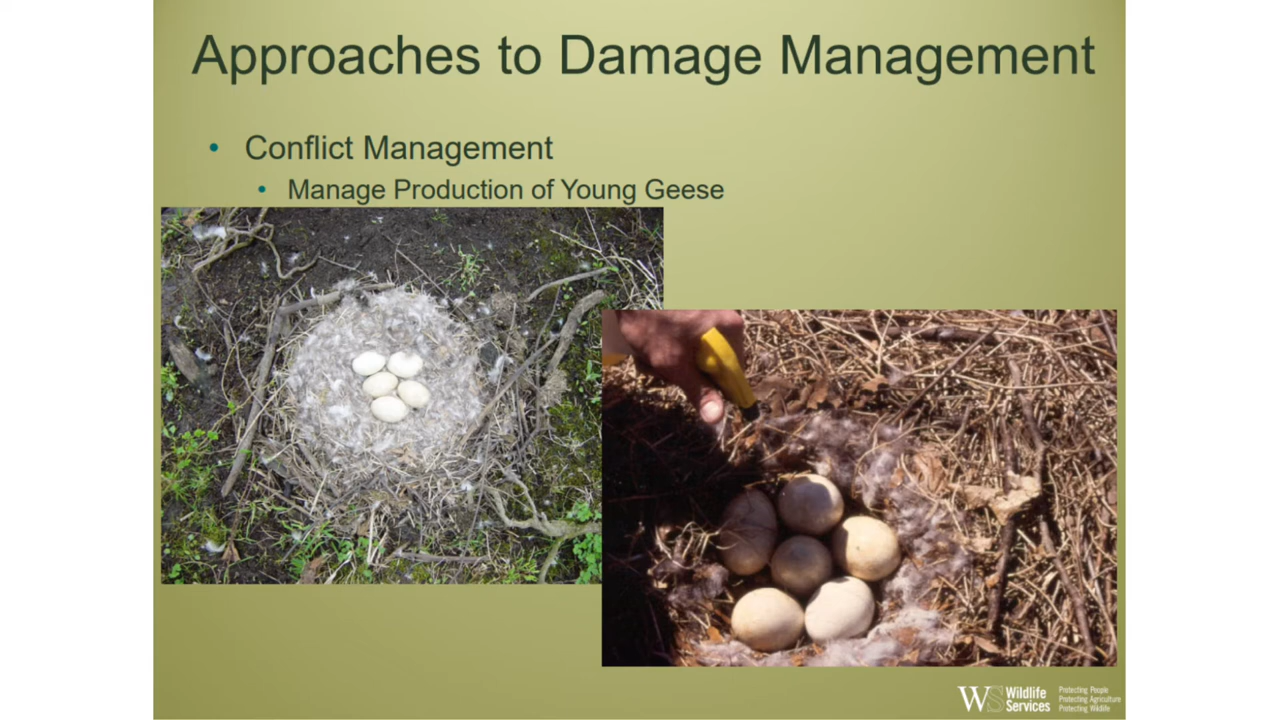 Approaches to Damage Management
• Conflict Management
• Manage Production of Young Geese
WS Wildlife Services
Protecting People
Protecting Agriculture
Protecting Wildlife